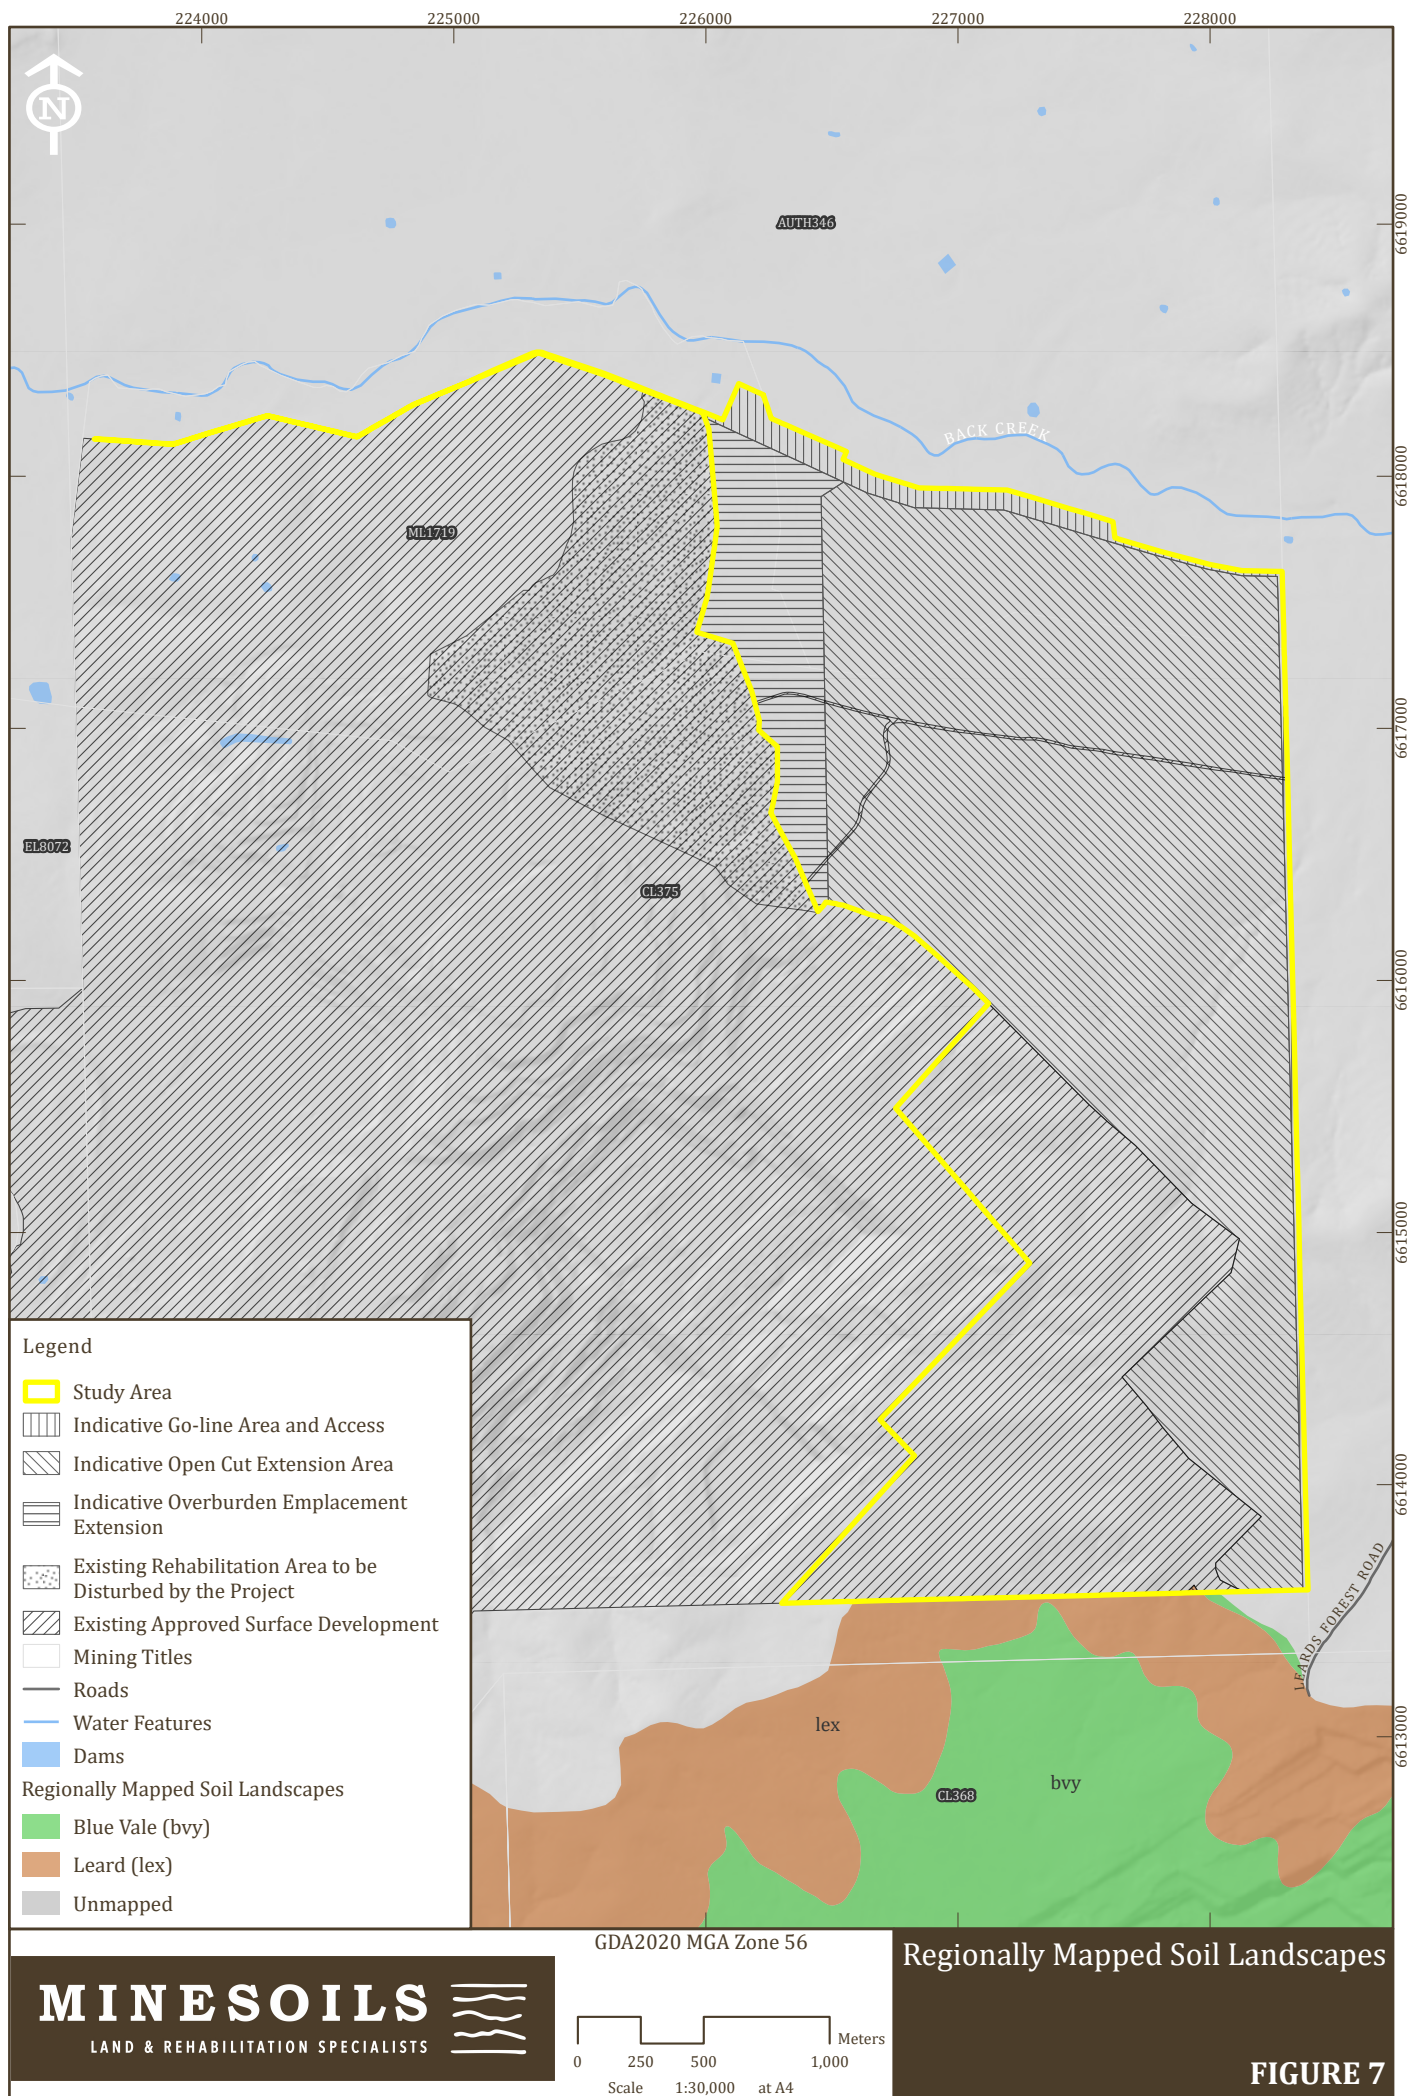 224000 225000 226000 227000 228000
N
AUTH346
6619000
BACK CREEK
6618000
ML1719
6617000
EL8072
CL375
6616000
6615000
6614000
LEARDS FOREST ROAD
lex
6613000
bvy
CL368
Legend
Study Area
Indicative Go-line Area and Access
Indicative Open Cut Extension Area
Indicative Overburden Emplacement
Extension
Existing Rehabilitation Area to be
Disturbed by the Project
Existing Approved Surface Development
Mining Titles
Roads
Water Features
Dams
Regionally Mapped Soil Landscapes
Blue Vale (bvy)
Leard (lex)
Unmapped
MINESOILS
LAND & REHABILITATION SPECIALISTS
GDA2020 MGA Zone 56
Meters
0 250 500 1,000
Scale 1:30,000 at A4
Regionally Mapped Soil Landscapes
FIGURE 7